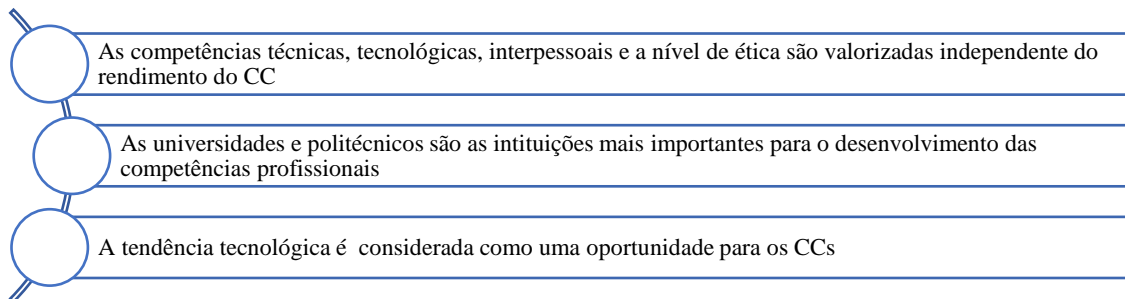 As competências técnicas, tecnológicas, interpessoais e a nível de ética são valorizadas independente do
rendimento do CC
As universidades e politécnicos são as intituições mais importantes para o desenvolvimento das
competências profissionais
A tendência tecnológica é considerada como uma oportunidade para os CCs